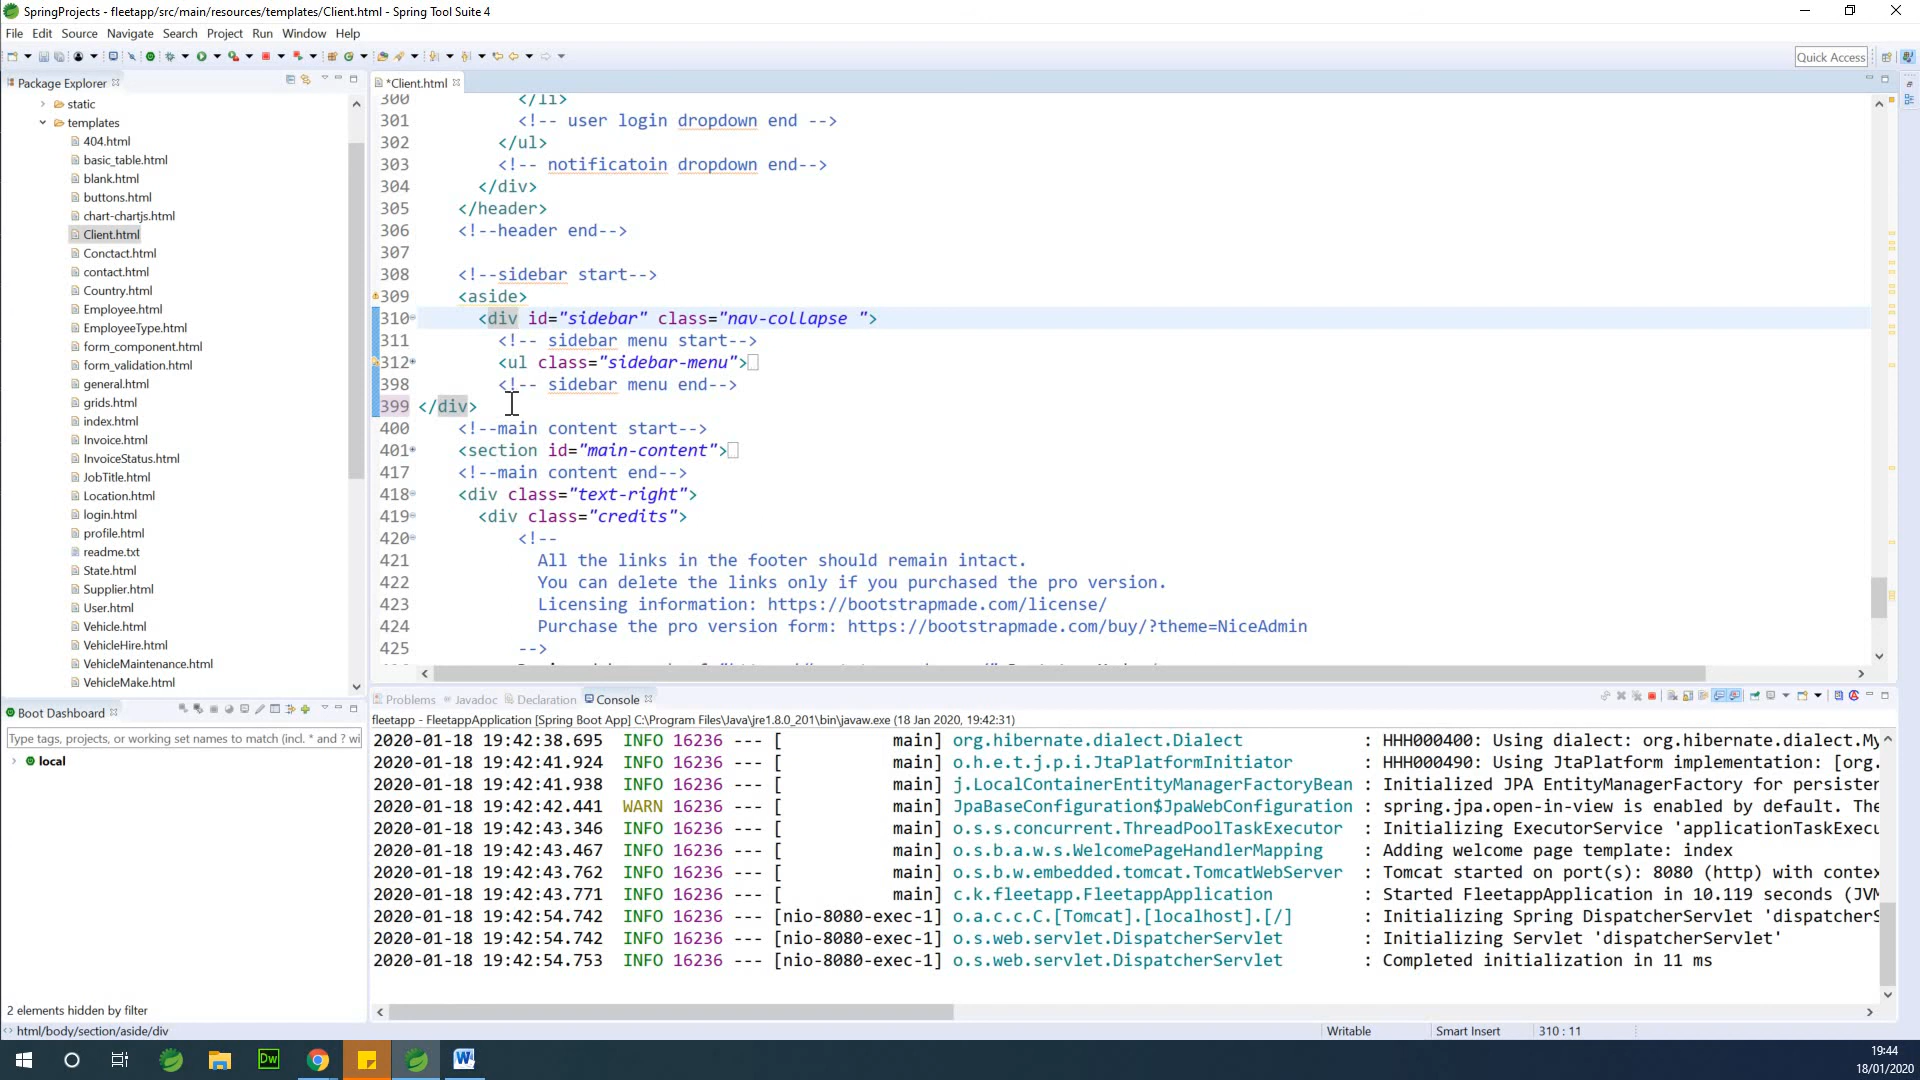 SpringProjects - fleetapp/src/main/resources/templates/Client.html - Spring Tool Suite 4
File Edit Source Navigate Search Project Run Window Help
Quick Access
Package Explorer
static
templates
404.html
basic_table.html
blank.html
buttons.html
chart-chartjs.html
Client.html
Conctact.html
contact.html
Country.html
Employee.html
EmployeeType.html
form_component.html
form_validation.html
general.html
grids.html
index.html
Invoice.html
InvoiceStatus.html
JobTitle.html
Location.html
login.html
profile.html
readme.txt
State.html
Supplier.html
User.html
Vehicle.html
VehicleHire.html
VehicleMaintenance.html
VehicleMake.html
*Client.html
300 </li>
301 <!-- user login dropdown end -->
302 </ul>
303 <!-- notificatoin dropdown end-->
304 </div>
305 </header>
306 <!--header end-->
307
308 <!--sidebar start-->
309 <aside>
310 <div id="sidebar" class="nav-collapse ">
311 <!-- sidebar menu start-->
312 <ul class="sidebar-menu">
398 <!-- sidebar menu end-->
399 </div>
400 <!--main content start-->
401 <section id="main-content">
417 <!--main content end-->
418 <div class="text-right">
419 <div class="credits">
420 <!--
421 All the links in the footer should remain intact.
422 You can delete the links only if you purchased the pro version.
423 Licensing information: https://bootstrapmade.com/license/
424 Purchase the pro version form: https://bootstrapmade.com/buy/?theme=NiceAdmin
425 -->
Boot Dashboard
Type tags, projects, or working set names to match (incl. * and ? wi
local
2 elements hidden by filter
Problems Javadoc Declaration Console
fleetapp - FleetappApplication [Spring Boot App] C:\Program Files\Java\jre1.8.0_201\bin\javaw.exe (18 Jan 2020, 19:42:31)
2020-01-18 19:42:38.695 INFO 16236 --- [ main] org.hibernate.dialect.Dialect : HHH000400: Using dialect: org.hibernate.dialect.My
2020-01-18 19:42:41.924 INFO 16236 --- [ main] o.h.e.t.j.p.i.JtaPlatformInitiator : HHH000490: Using JtaPlatform implementation: [org.
2020-01-18 19:42:41.938 INFO 16236 --- [ main] j.LocalContainerEntityManagerFactoryBean : Initialized JPA EntityManagerFactory for persisten
2020-01-18 19:42:42.441 WARN 16236 --- [ main] JpaBaseConfiguration$JpaWebConfiguration : spring.jpa.open-in-view is enabled by default. The
2020-01-18 19:42:43.346 INFO 16236 --- [ main] o.s.s.concurrent.ThreadPoolTaskExecutor : Initializing ExecutorService 'applicationTaskExecu
2020-01-18 19:42:43.467 INFO 16236 --- [ main] o.s.b.a.w.s.WelcomePageHandlerMapping : Adding welcome page template: index
2020-01-18 19:42:43.762 INFO 16236 --- [ main] o.s.b.w.embedded.tomcat.TomcatWebServer : Tomcat started on port(s): 8080 (http) with contex
2020-01-18 19:42:43.771 INFO 16236 --- [ main] c.k.fleetapp.FleetappApplication : Started FleetappApplication in 10.119 seconds (JVM
2020-01-18 19:42:54.742 INFO 16236 --- [nio-8080-exec-1] o.a.c.c.C.[Tomcat].[localhost].[/] : Initializing Spring DispatcherServlet 'dispatcherS
2020-01-18 19:42:54.742 INFO 16236 --- [nio-8080-exec-1] o.s.web.servlet.DispatcherServlet : Initializing Servlet 'dispatcherServlet'
2020-01-18 19:42:54.753 INFO 16236 --- [nio-8080-exec-1] o.s.web.servlet.DispatcherServlet : Completed initialization in 11 ms
html/body/section/aside/div
Writable Smart Insert 310 : 11
Dw
19:44
18/01/2020